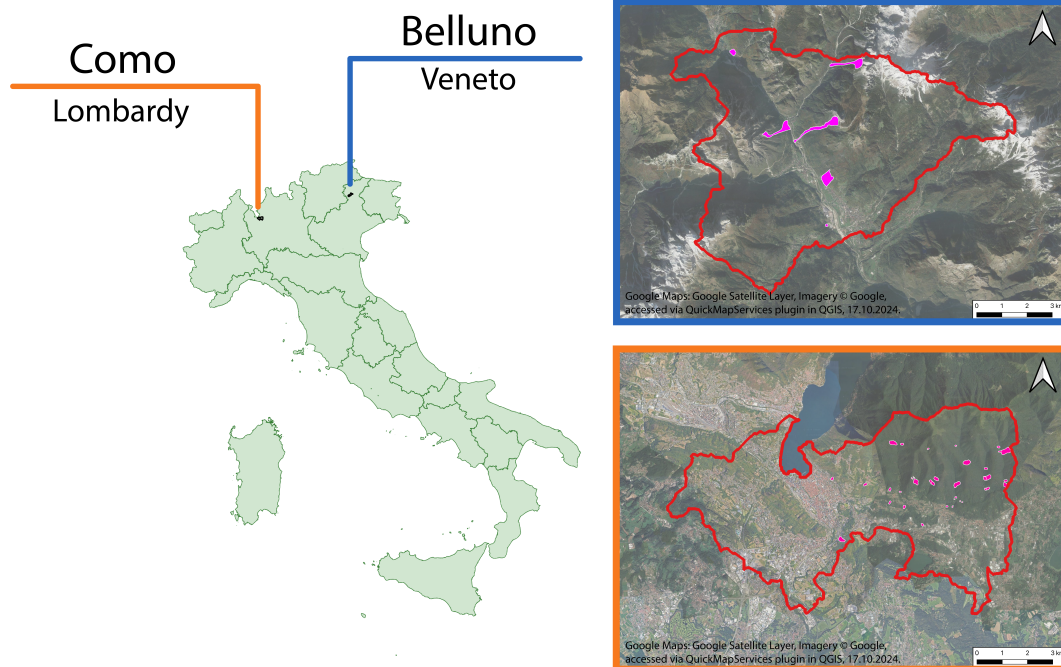 Como
Lombardy
Belluno
Veneto
Google Maps: Google Satellite Layer, Imagery © Google,
accessed via QuickMapServices plugin in QGIS, 17.10.2024.
0 1 2 3 km
Google Maps: Google Satellite Layer, Imagery © Google,
accessed via QuickMapServices plugin in QGIS, 17.10.2024.
0 1 2 3 km